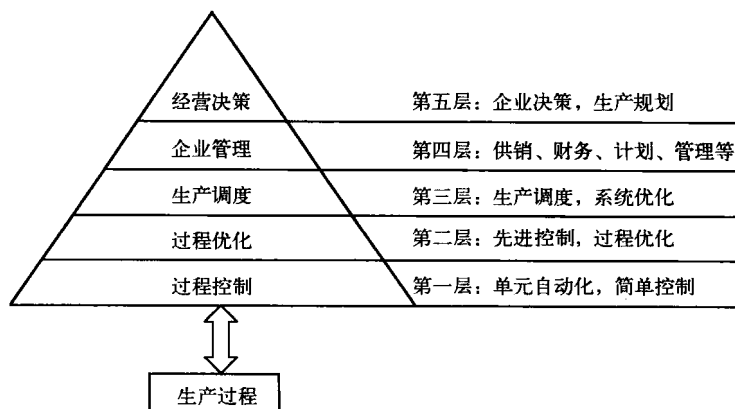 经营决策 第五层：企业决策，生产规划
企业管理 第四层：供销、财务、计划、管理等
生产调度 第三层：生产调度，系统优化
过程优化 第二层：先进控制，过程优化
过程控制 第一层：单元自动化，简单控制
生产过程